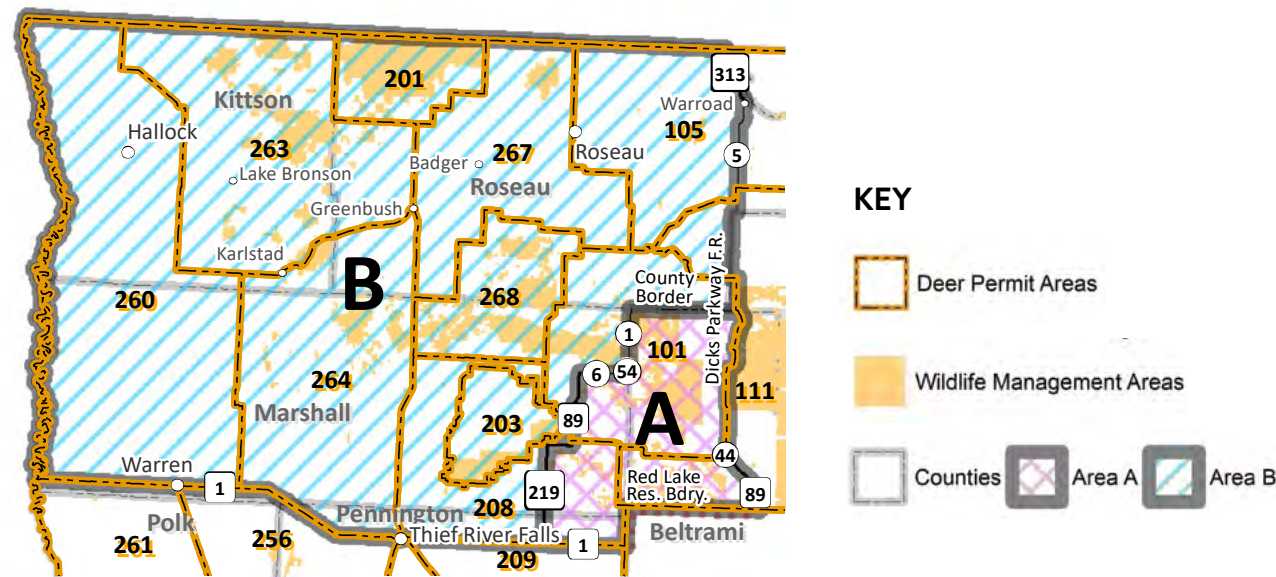 313
201
Kittson
Warroad
105
Hallock
263
Badger
267
Roseau
5
Lake Bronson
Roseau
Greenbush
Karlstad
B
County
Border
Dicks Parkway F.R.
260
268
1
101
6
54
264
111
Marshall
203
89
A
44
Warren
1
219
Red Lake
Res. Bdry.
89
Polk
Pennington
208
Thief River Falls
1
Beltrami
261
256
209
KEY
Deer Permit Areas
Wildlife Management Areas
Counties
Area A
Area B